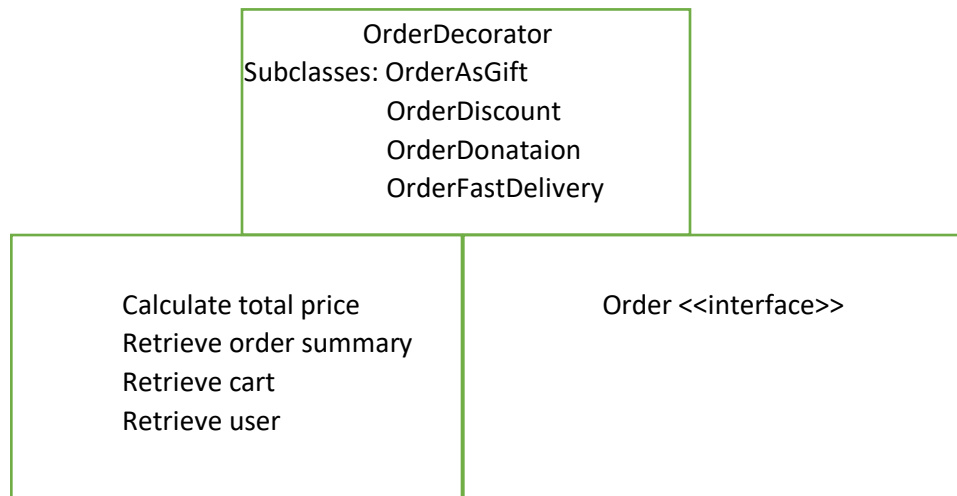 OrderDecorator
Subclasses: OrderAsGift
OrderDiscount
OrderDonataion
OrderFastDelivery
Calculate total price
Retrieve order summary
Retrieve cart
Retrieve user
Order <<interface>>